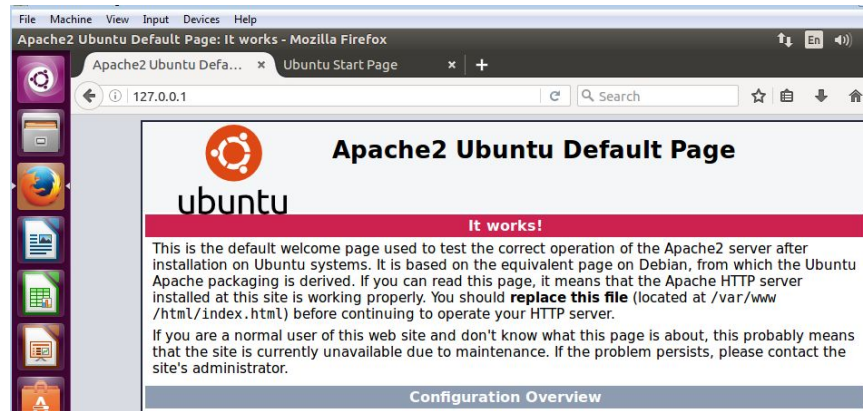 File Machine View Input Devices Help
Apache2 Ubuntu Default Page: It works - Mozilla Firefox
En
Apache2 Ubuntu Defa... × Ubuntu Start Page × +
127.0.0.1
Search
Apache2 Ubuntu Default Page
ubuntu
It works!
This is the default welcome page used to test the correct operation of the Apache2 server after
installation on Ubuntu systems. It is based on the equivalent page on Debian, from which the Ubuntu
Apache packaging is derived. If you can read this page, it means that the Apache HTTP server
installed at this site is working properly. You should replace this file (located at /var/www
/html/index.html) before continuing to operate your HTTP server.
If you are a normal user of this web site and don't know what this page is about, this probably means
that the site is currently unavailable due to maintenance. If the problem persists, please contact the
site's administrator.
Configuration Overview